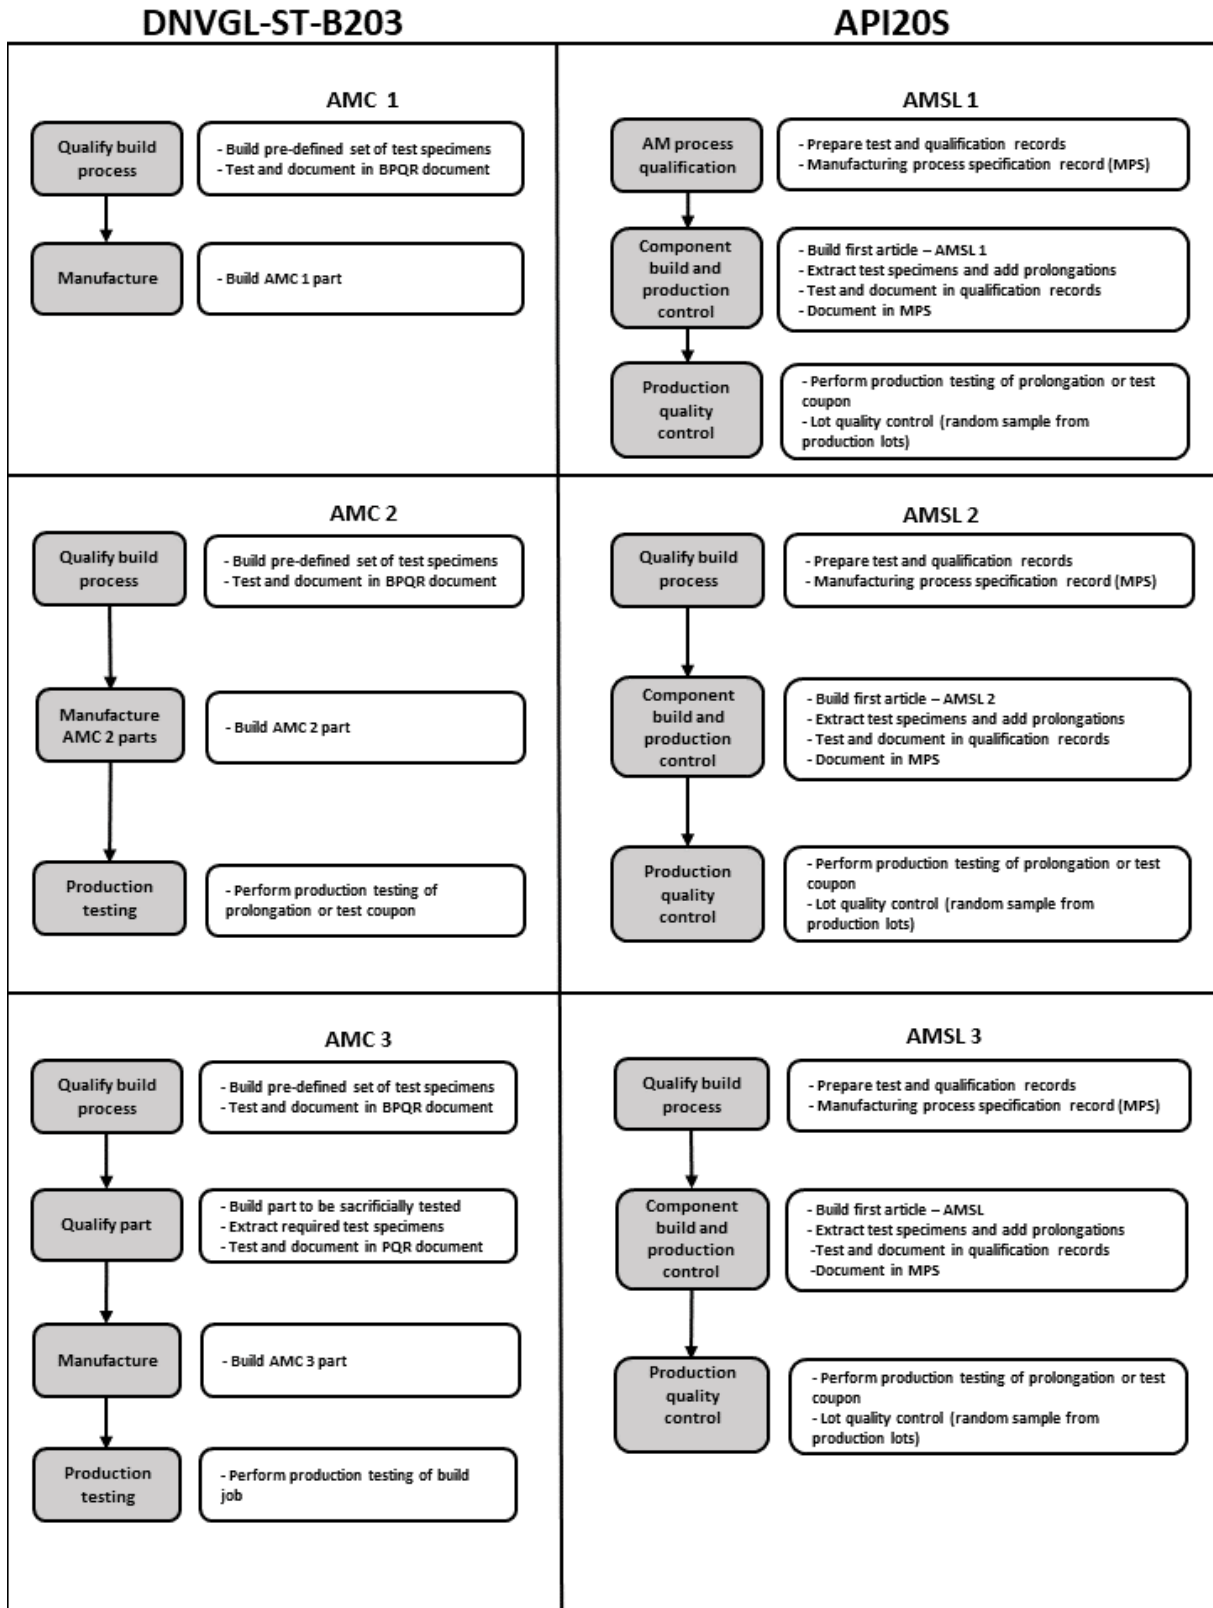 DNVGL-ST-B203
API20S
AMC 1
Qualify build
process
- Build pre-defined set of test specimens
- Test and document in BPQR document
Manufacture
- Build AMC 1 part
AMSL 1
AM process
qualification
- Prepare test and qualification records
- Manufacturing process specification record (MPS)
Component
build and
production
control
- Build first article – AMSL 1
- Extract test specimens and add prolongations
- Test and document in qualification records
- Document in MPS
Production
quality
control
- Perform production testing of prolongation or test
coupon
- Lot quality control (random sample from
production lots)
AMC 2
Qualify build
process
- Build pre-defined set of test specimens
- Test and document in BPQR document
Manufacture
AMC 2 parts
- Build AMC 2 part
Production
testing
- Perform production testing of
prolongation or test coupon
AMSL 2
Qualify build
process
- Prepare test and qualification records
- Manufacturing process specification record (MPS)
Component
build and
production
control
- Build first article – AMSL 2
- Extract test specimens and add prolongations
- Test and document in qualification records
- Document in MPS
Production
quality
control
- Perform production testing of prolongation or test
coupon
- Lot quality control (random sample from
production lots)
AMC 3
Qualify build
process
- Build pre-defined set of test specimens
- Test and document in BPQR document
Qualify part
- Build part to be sacrificially tested
- Extract required test specimens
- Test and document in PQR document
Manufacture
- Build AMC 3 part
Production
testing
- Perform production testing of build
job
AMSL 3
Qualify build
process
- Prepare test and qualification records
- Manufacturing process specification record (MPS)
Component
build and
production
control
- Build first article – AMSL
- Extract test specimens and add prolongations
-Test and document in qualification records
-Document in MPS
Production
quality
control
- Perform production testing of prolongation or test
coupon
- Lot quality control (random sample from
production lots)